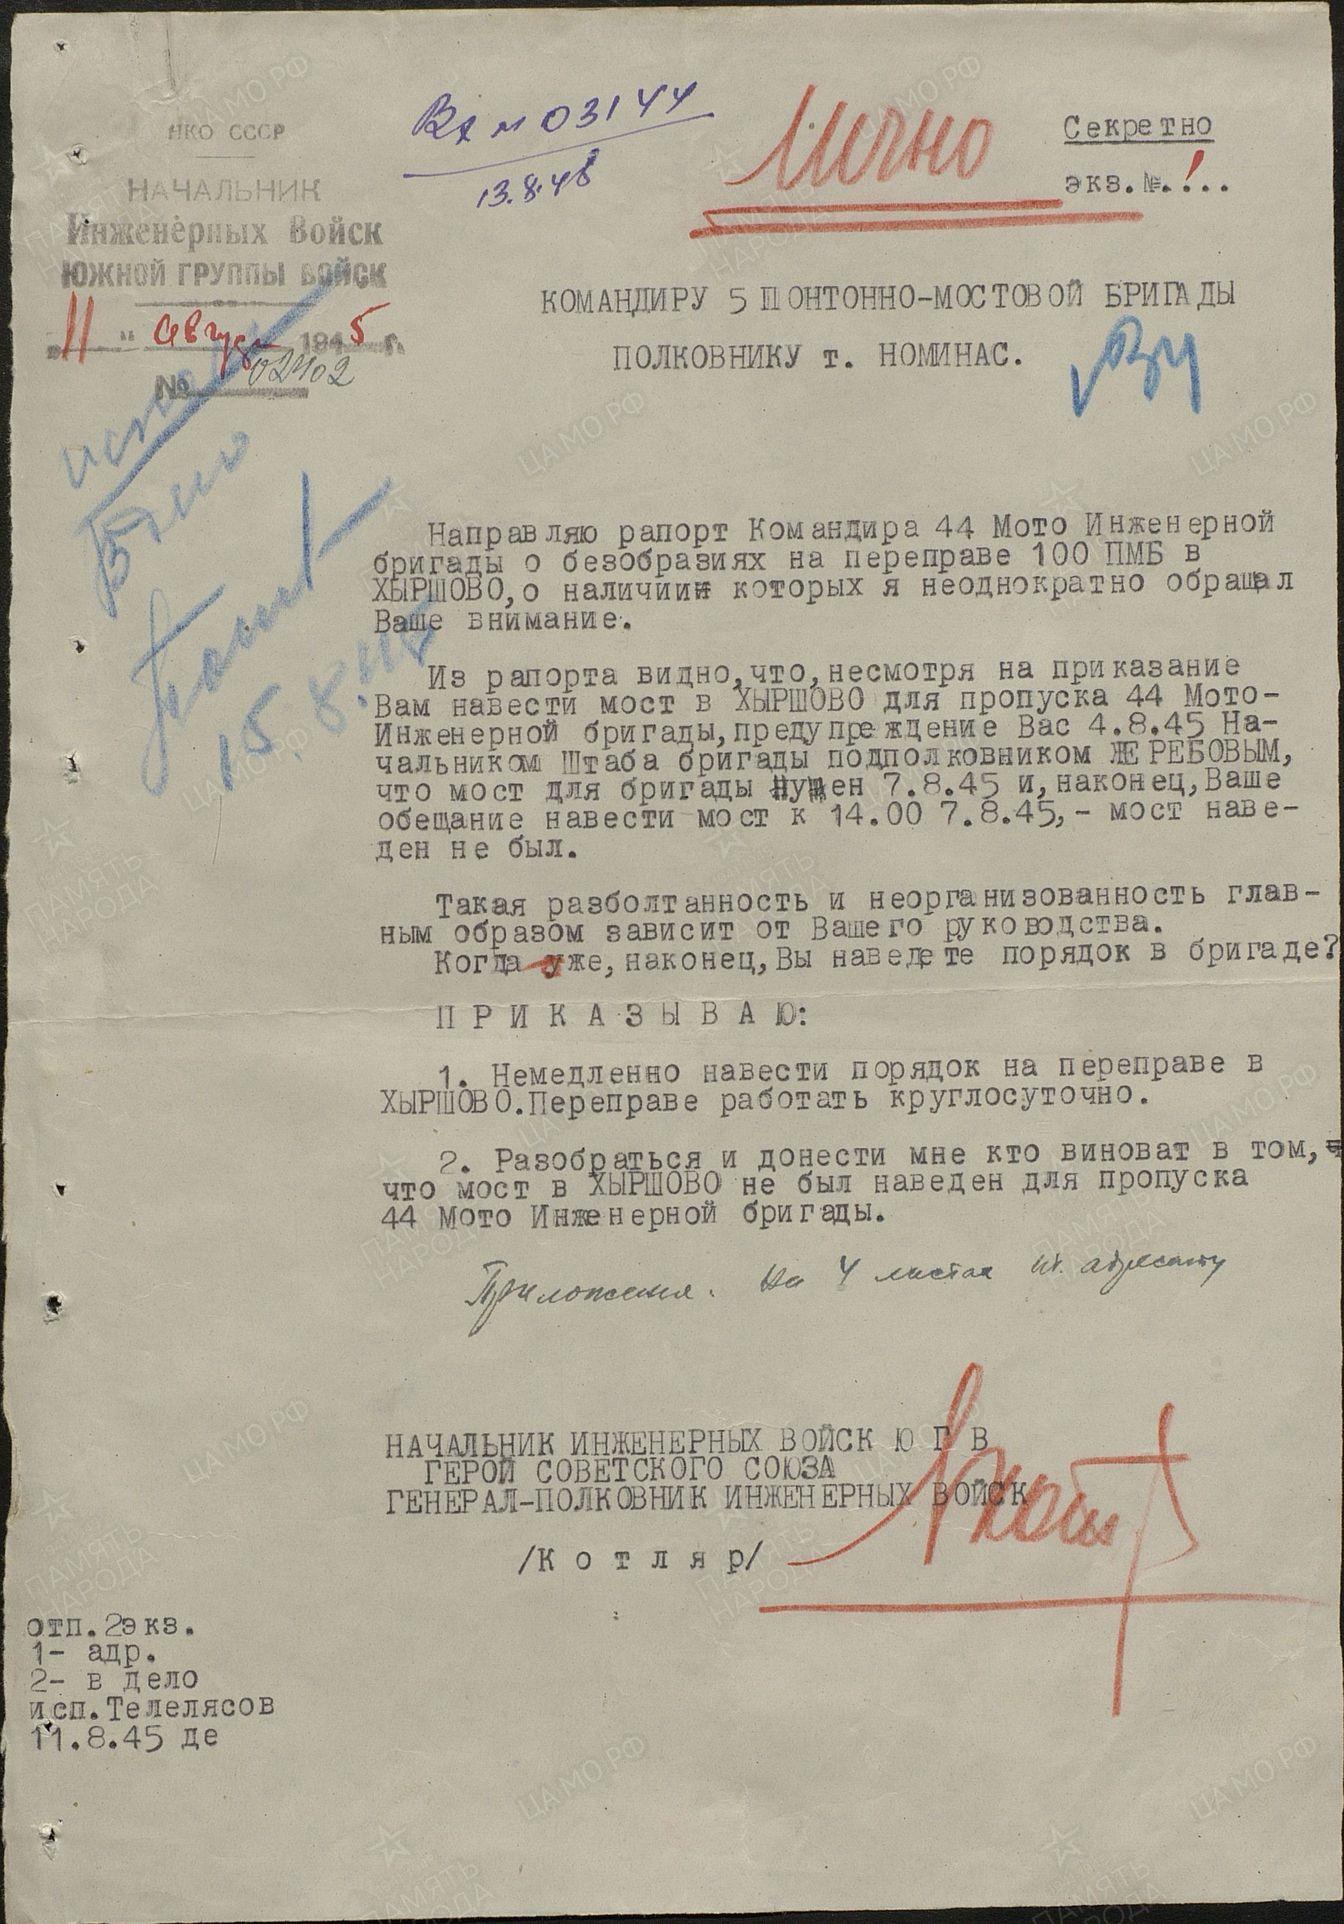 НКО СССР
НАЧАЛЬНИК
Инженерных Войск
ЮЖНОЙ ГРУППЫ ВОЙСК
"11" августа 1945 г.
№ 02402
Вх № 03144
13.8.45
Лично
Секретно
экз.№.1..
КОМАНДИРУ 5 ПОНТОННО-МОСТОВОЙ БРИГАДЫ
ПОЛКОВНИКУ т. НОМИНАС.
15.8.45
Направляю рапорт Командира 44 Мото Инженерной
бригады о безобразиях на переправе 100 ПМБ в
ХЫРШОВО,о наличиии которых я неоднократно обращал
Ваше внимание.
Из рапорта видно,что,несмотря на приказание
Вам навести мост в ХЫРШОВО для пропуска 44 Мото-
Инженерной бригады,предупреждение Вас 4.8.45 На-
чальником Штаба бригады подполковником ЖЕРЕБОВЫМ,
что мост для бригады нужен 7.8.45 и,наконец,Ваше
обещание навести мост к 14.00 7.8.45,- мост наве-
ден не был.
Такая разболтанность и неорганизованность глав-
ным образом зависит от Вашего руководства.
Когда уже,наконец,Вы наведете порядок в бригаде?
П Р И К А З Ы В А Ю:
1. Немедленно навести порядок на переправе в
ХЫРШОВО.Переправе работать круглосуточно.
2. Разобраться и донести мне кто виноват в том,
что мост в ХЫРШОВО не был наведен для пропуска
44 Мото Инженерной бригады.
Приложение. На 4 листах адресату
НАЧАЛЬНИК ИНЖЕНЕРНЫХ ВОЙСК Ю Г В
ГЕРОЙ СОВЕТСКОГО СОЮЗА
ГЕНЕРАЛ-ПОЛКОВНИК ИНЖЕНЕРНЫХ ВОЙСК
/К о т л я р/
отп.2экз.
1- адр.
2- в дело
исп.Телелясов
11.8.45 де